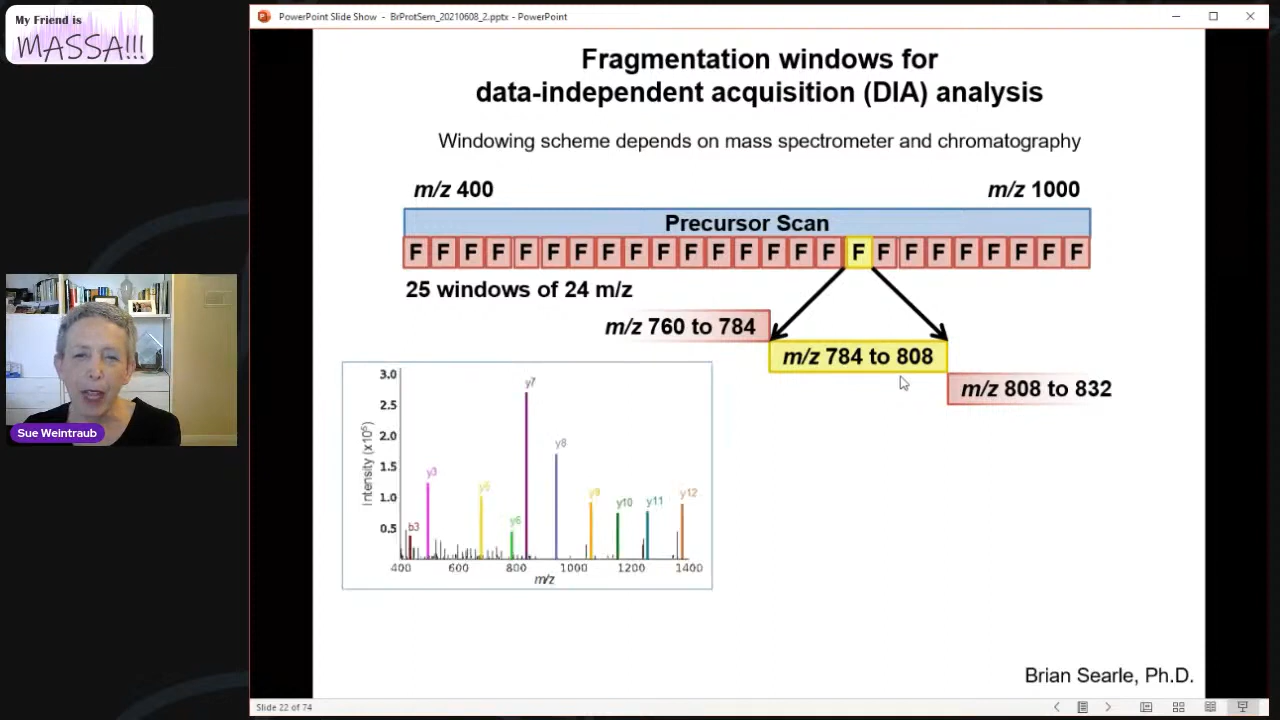 My Friend is
MASSA!!!
PowerPoint Slide Show - BrProtSem_20210608_2.pptx - PowerPoint
Fragmentation windows for
data-independent acquisition (DIA) analysis
Windowing scheme depends on mass spectrometer and chromatography
m/z 400
m/z 1000
Precursor Scan
F F F F F F F F F F F F F F F F F F F F F F F F F
25 windows of 24 m/z
m/z 760 to 784
m/z 784 to 808
m/z 808 to 832
Sue Weintraub
Intensity (x10⁵)
3.0
2.5
2.0
1.5
1.0
0.5
b3
y3
y6
y7
y8
y9
y10
y11
y12
400 600 800 1000 1200 1400
m/z
Brian Searle, Ph.D.
Slide 22 of 74